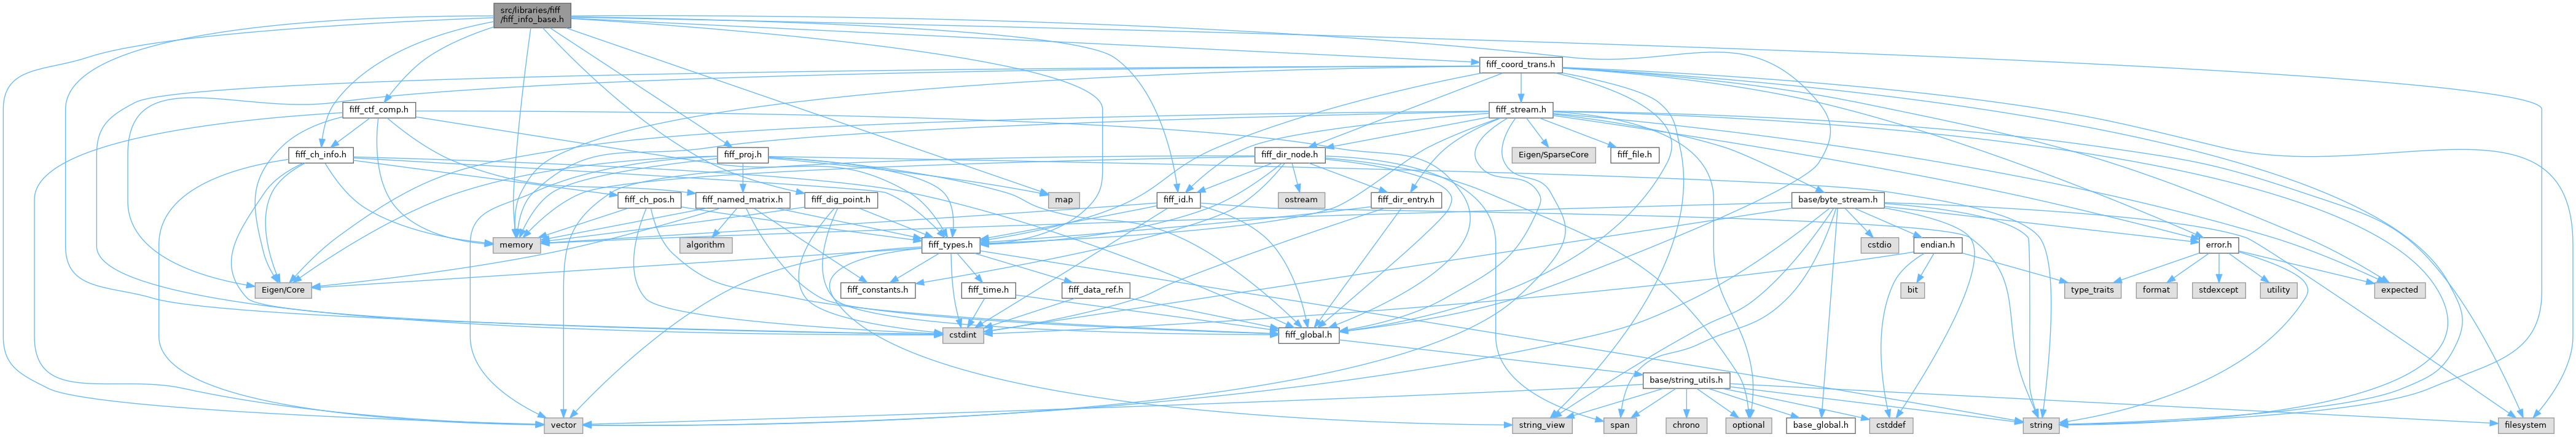 src/libraries/fiff
/fiff_info_base.h
fiff_coord_trans.h
fiff_ctf_comp.h
fiff_stream.h
fiff_ch_info.h
fiff_proj.h
fiff_dir_node.h
Eigen/SparseCore
fiff_file.h
fiff_ch_pos.h
fiff_named_matrix.h
fiff_dig_point.h
map
fiff_id.h
ostream
fiff_dir_entry.h
base/byte_stream.h
memory
algorithm
fiff_types.h
cstdio
endian.h
error.h
Eigen/Core
fiff_constants.h
fiff_time.h
fiff_data_ref.h
bit
type_traits
format
stdexcept
utility
expected
cstdint
fiff_global.h
base/string_utils.h
vector
string_view
span
chrono
optional
base_global.h
cstddef
string
filesystem